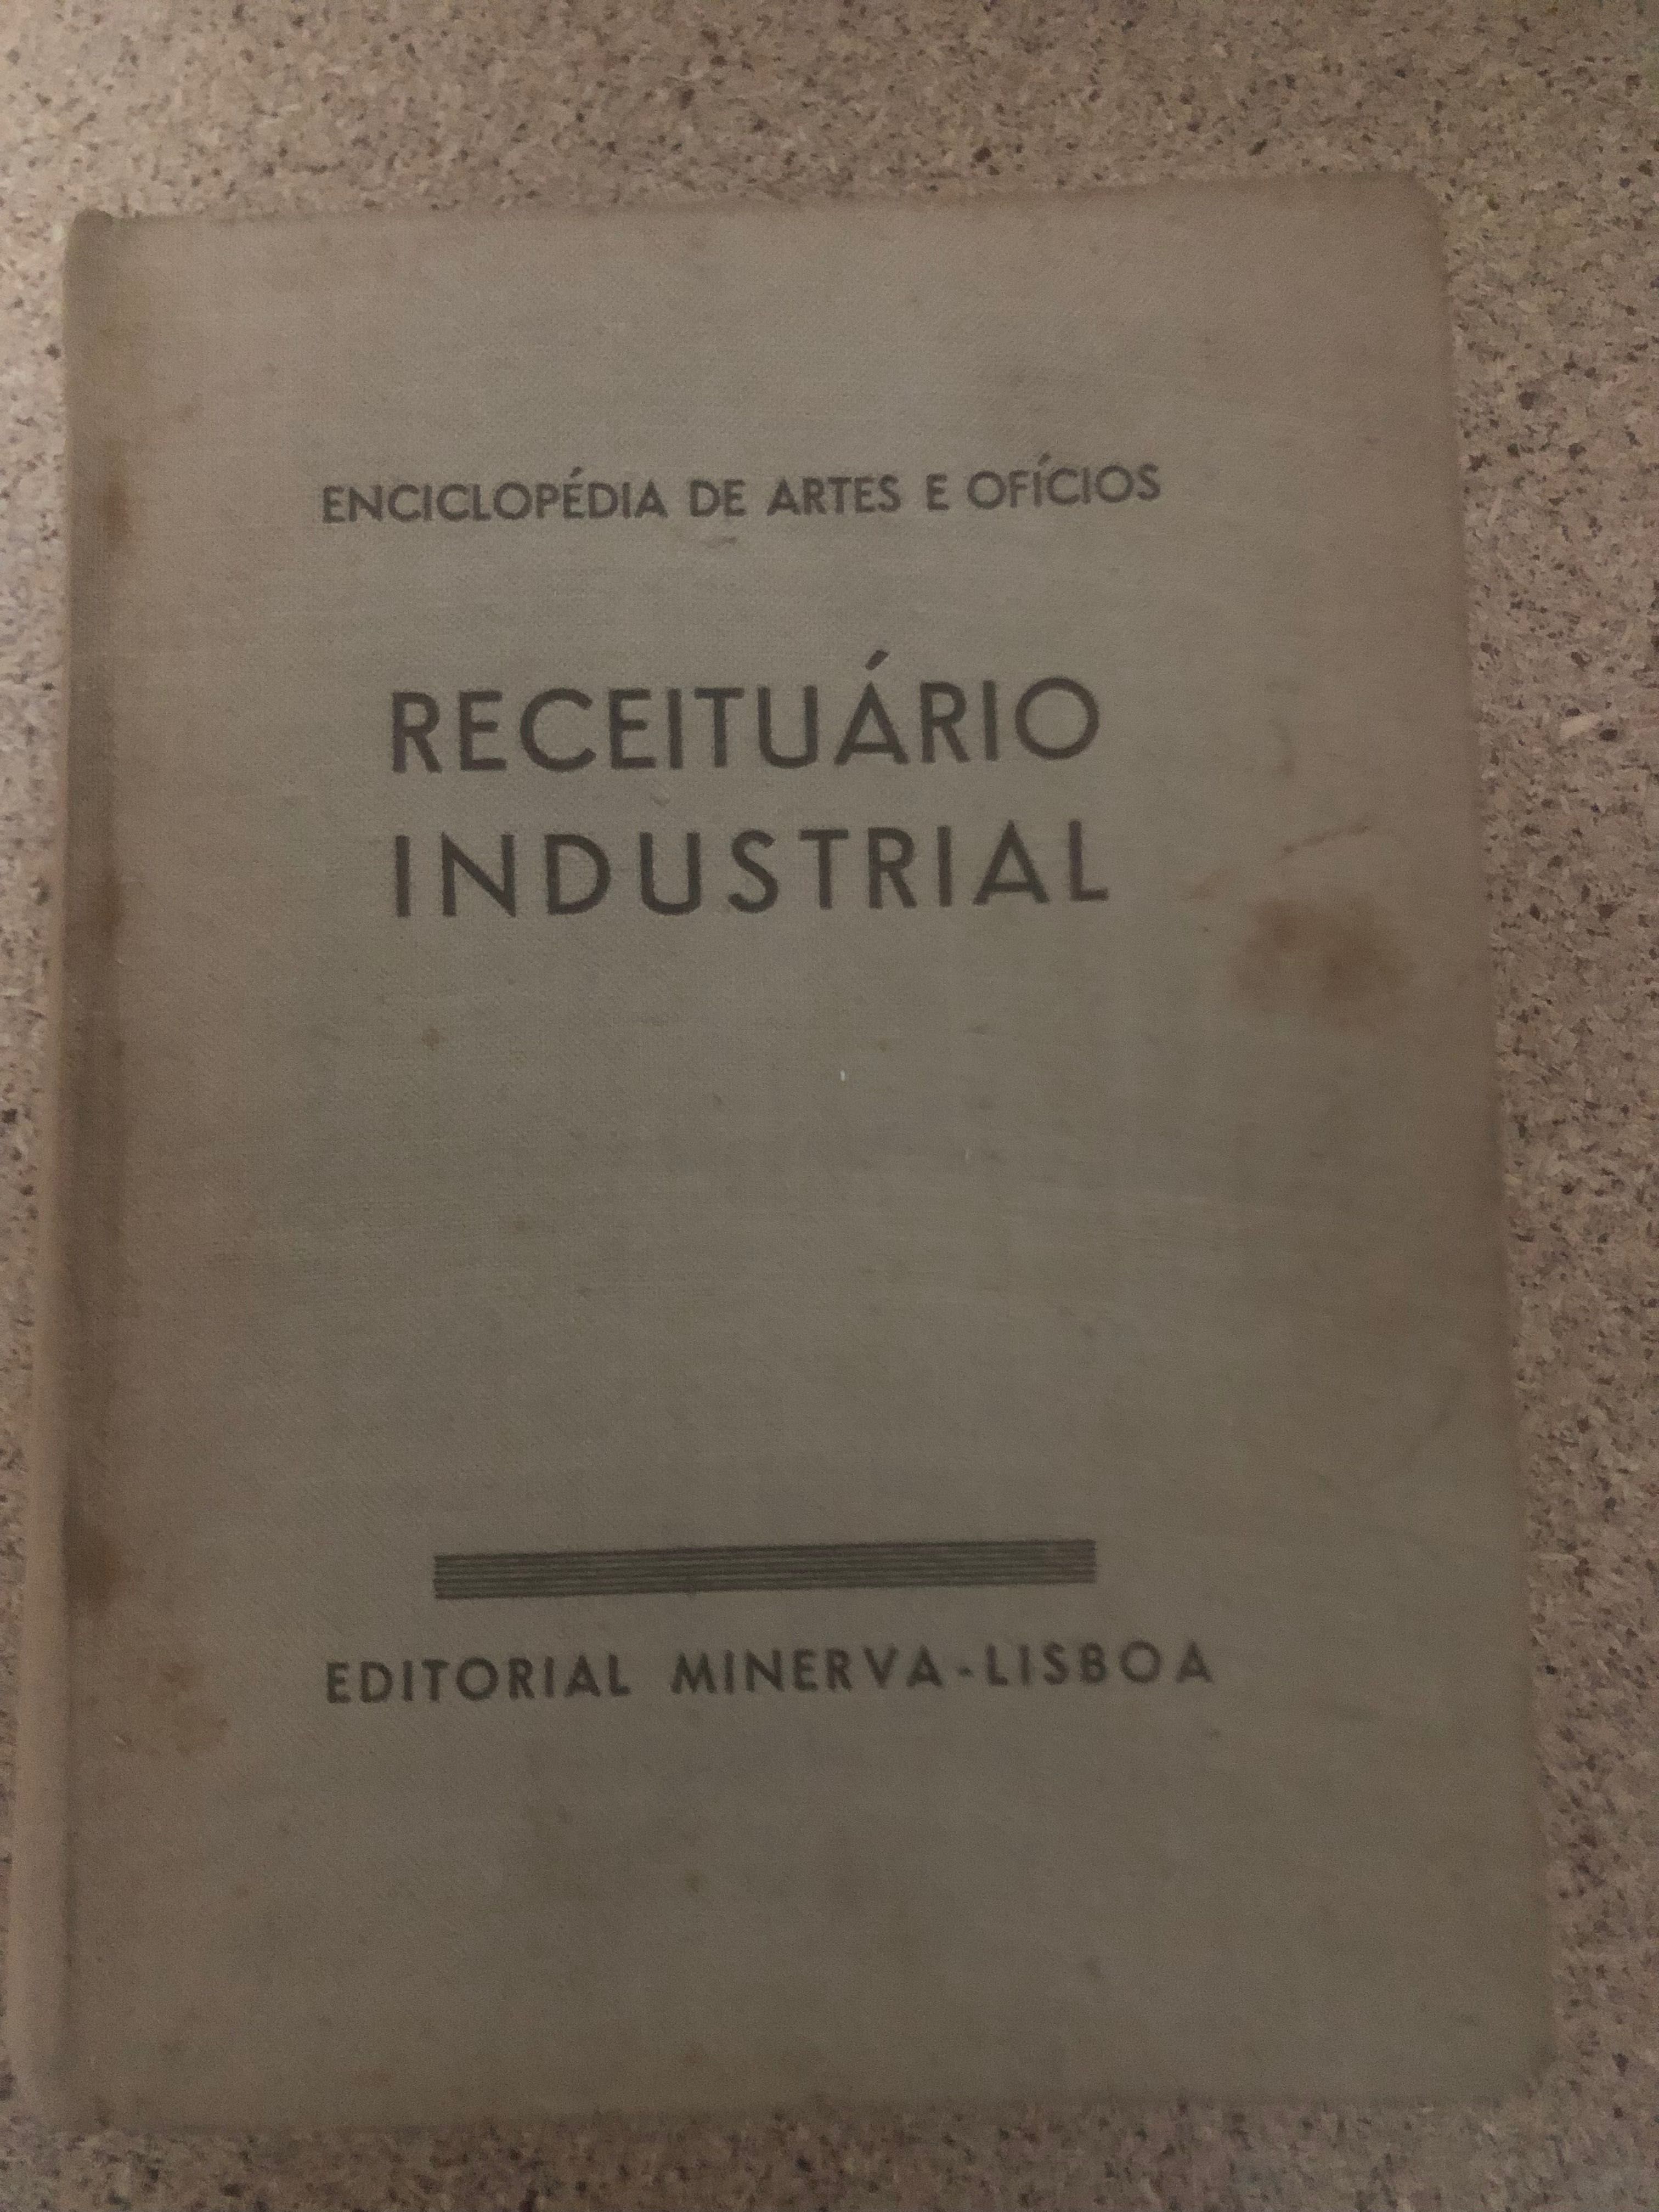 ENCICLOPÉDIA DE ARTES E OFÍCIOS
RECEITUÁRIO
INDUSTRIAL
EDITORIAL MINERVA-LISBOA